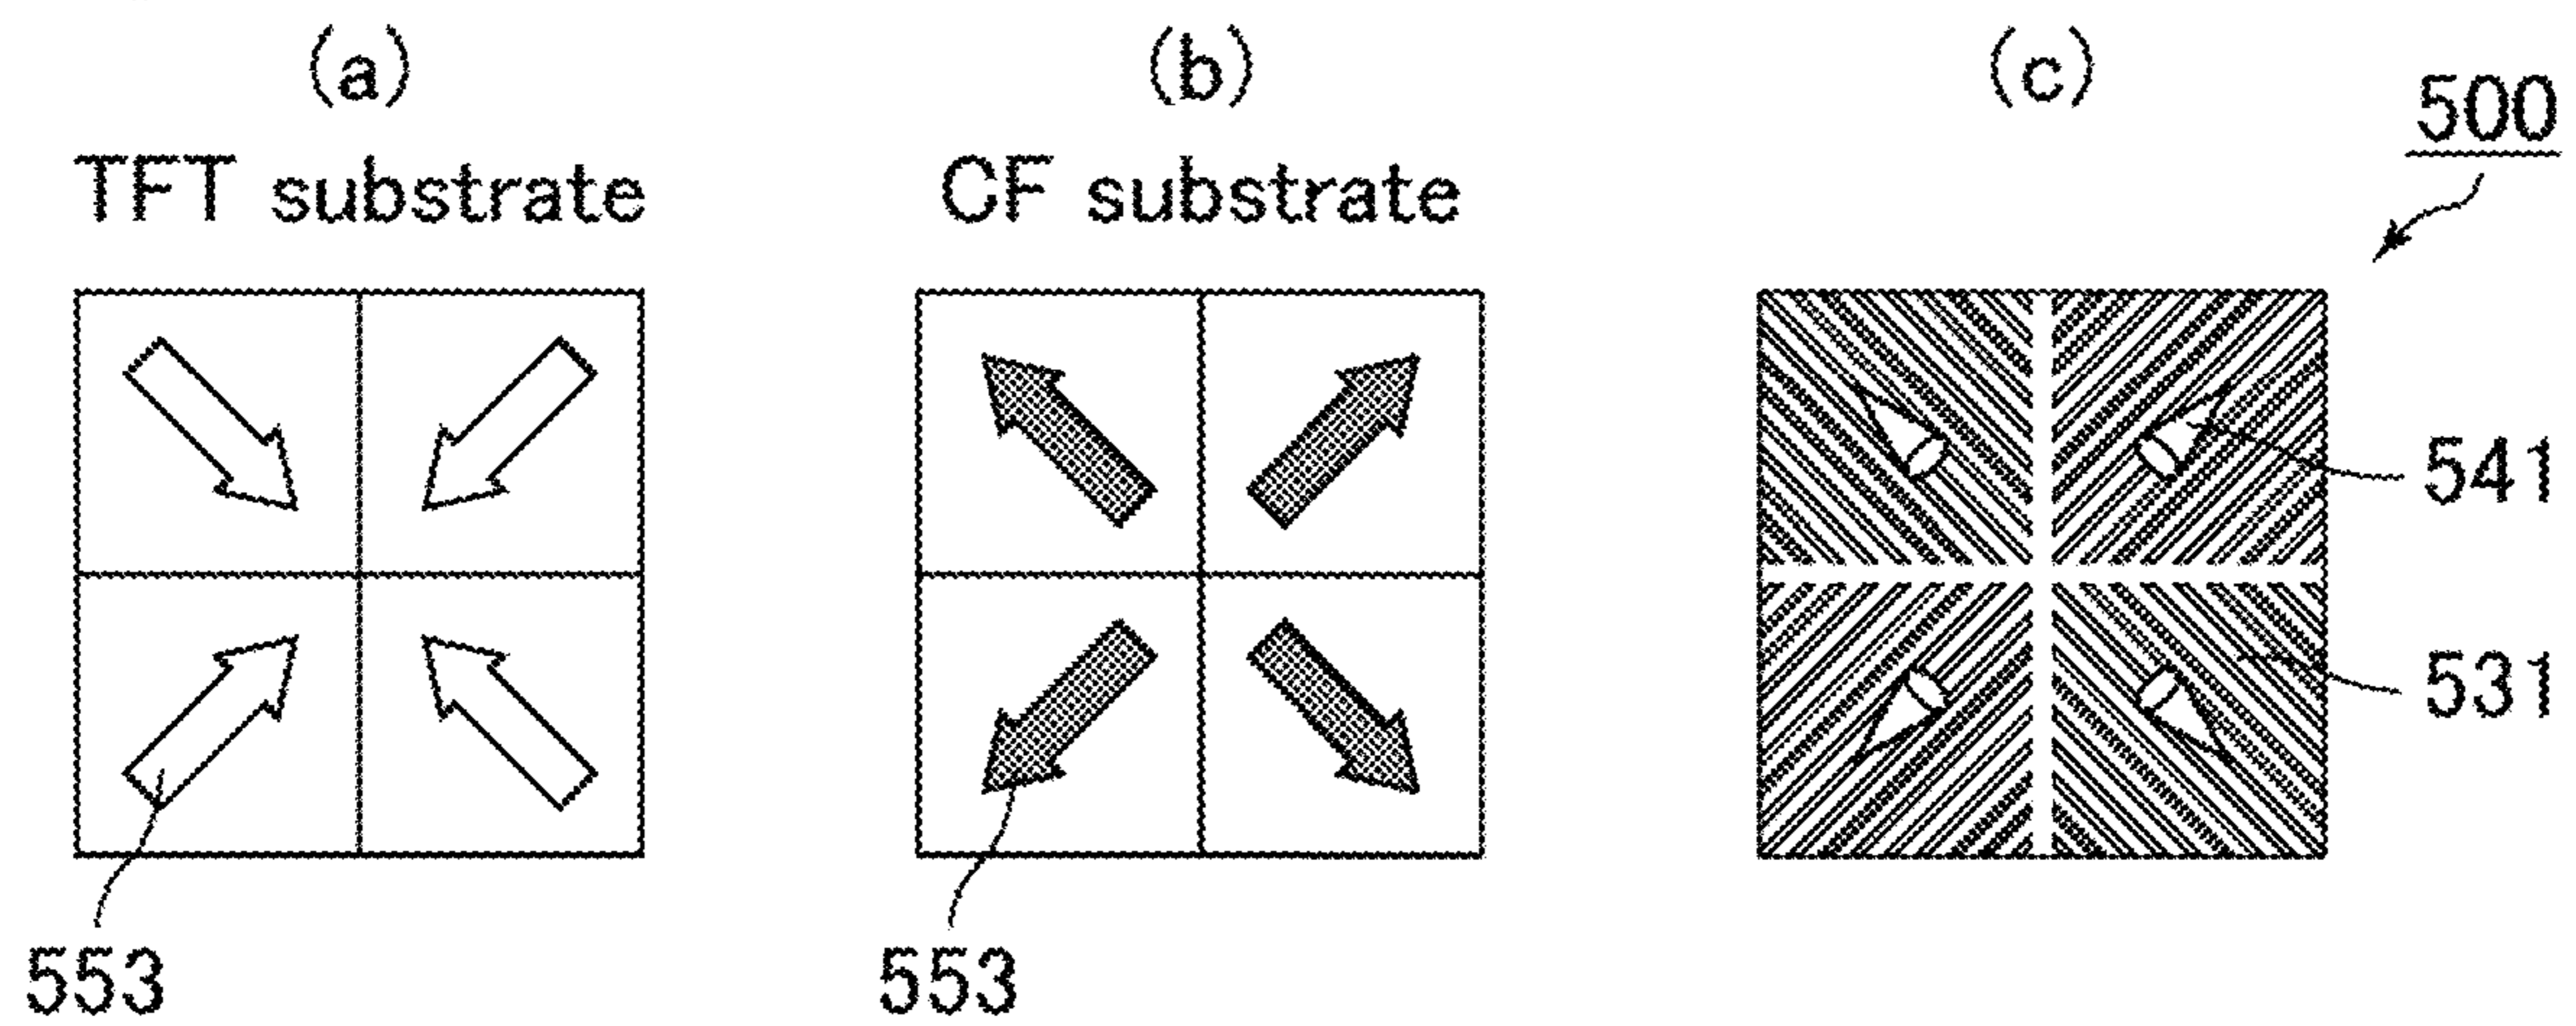 (a)
(b)
(c)
500
TFT substrate
CF substrate
541
531
553
553